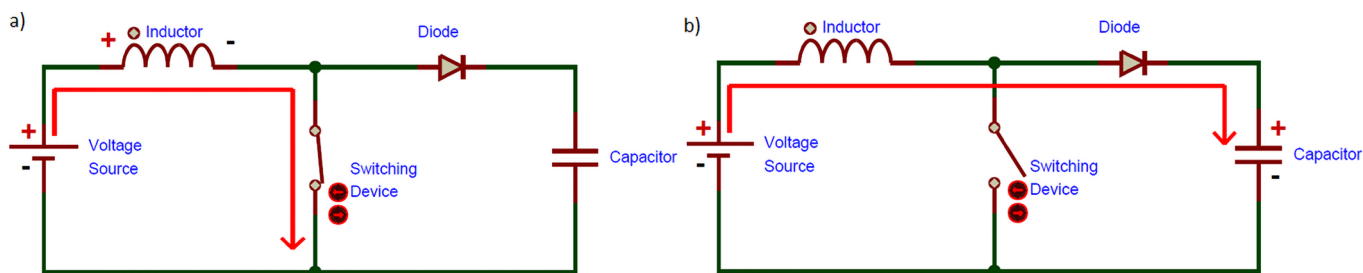 a)
Inductor
Diode
+
-
+
-
Voltage
Source
Switching
Device
Capacitor
b)
Inductor
Diode
+
-
Voltage
Source
Switching
Device
+
-
Capacitor